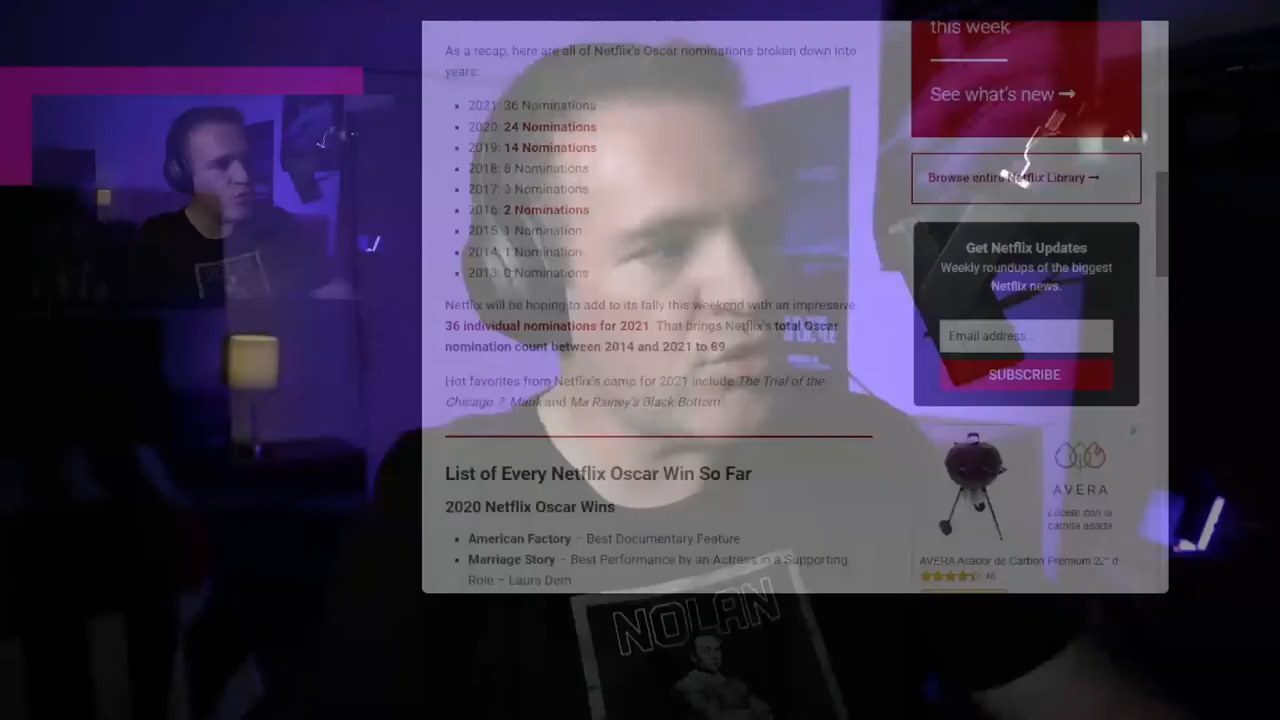 As a recap, here are all of Netflix's Oscar nominations broken down into
years:
2021: 36 Nominations
2020: 24 Nominations
2019: 14 Nominations
2018: 8 Nominations
2017: 3 Nominations
2016: 2 Nominations
2015: 1 Nomination
2014: 1 Nomination
2013: 0 Nominations
Netflix will be hoping to add to its tally this weekend with an impressive
36 individual nominations for 2021. That brings Netflix's total Oscar
nomination count between 2014 and 2021 to 89.
Hot favorites from Netflix's camp for 2021 include The Trial of the
Chicago 7, Mank and Ma Rainey's Black Bottom.
List of Every Netflix Oscar Win So Far
2020 Netflix Oscar Wins
American Factory – Best Documentary Feature
Marriage Story – Best Performance by an Actress in a Supporting
Role – Laura Dern
this week
See what's new →
Browse entire Netflix Library →
Get Netflix Updates
Weekly roundups of the biggest
Netflix news.
Email address...
SUBSCRIBE
AVERA
Lúcete con la
carnita asada
AVERA Asador de Carbon Premium 22" d
46
NOLAN